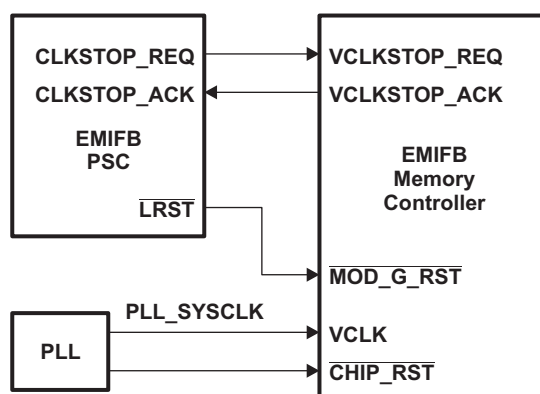 CLKSTOP_REQ
VCLKSTOP_REQ
CLKSTOP_ACK
VCLKSTOP_ACK
EMIFB
PSC
EMIFB
Memory
Controller
LRST
MOD_G_RST
PLL_SYSCLK
VCLK
PLL
CHIP_RST